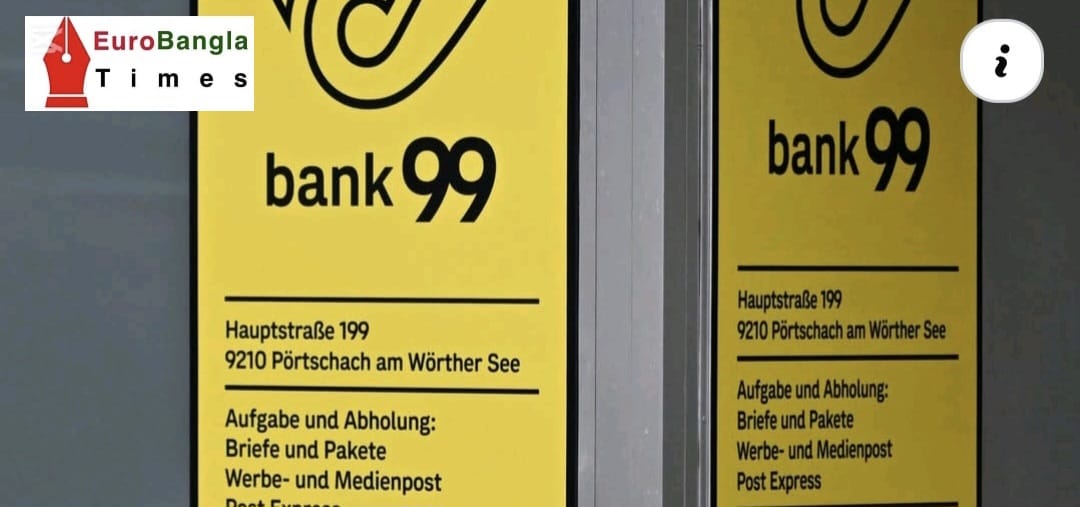 EuroBangla
Times
i
bank99
Hauptstraße 199
9210 Pörtschach am Wörther See
Aufgabe und Abholung:
Briefe und Pakete
Werbe- und Medienpost
Post Express
bank99
Hauptstraße 199
9210 Pörtschach am Wörther See
Aufgabe und Abholung:
Briefe und Pakete
Werbe- und Medienpost
Post Express